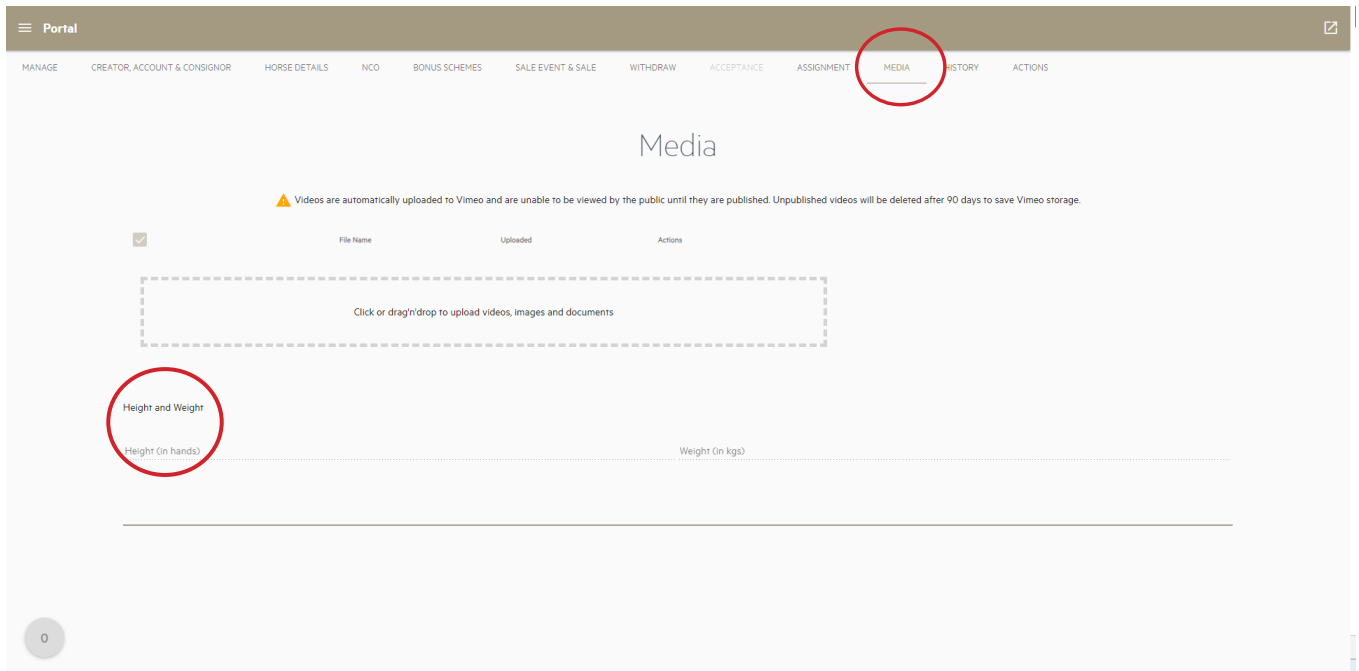 Portal
MANAGE CREATOR, ACCOUNT & CONSIGNOR HORSE DETAILS NCO BONUS SCHEMES SALE EVENT & SALE WITHDRAW ACCEPTANCE ASSIGNMENT MEDIA HISTORY ACTIONS
Media
Videos are automatically uploaded to Vimeo and are unable to be viewed by the public until they are published. Unpublished videos will be deleted after 90 days to save Vimeo storage.
File Name Uploaded Actions
Click or drag'n'drop to upload videos, images and documents
Height and Weight
Height (in hands) Weight (in kgs)
0